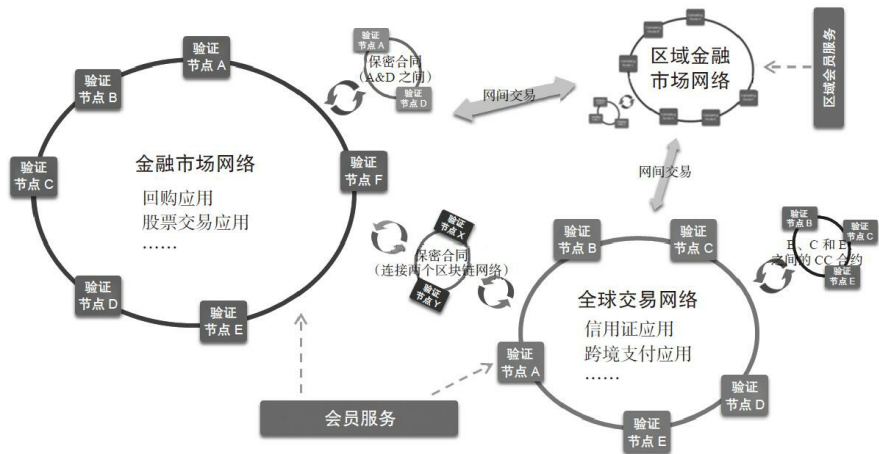 验证
节点 A
验证
节点 B
验证
节点 C
验证
节点 D
验证
节点 E
验证
节点 F
金融市场网络
回购应用
股票交易应用
……
验证
节点 A
保密合同
（A&D 之间）
验证
节点 D
网间交易
区域金融
市场网络
区域会员服务
网间交易
验证
节点 X
保密合同
（连接两个区块链网络）
验证
节点 Y
验证
节点 B
验证
节点 C
全球交易网络
信用证应用
跨境支付应用
……
验证
节点 A
验证
节点 D
验证
节点 E
验证
节点 B
验证
节点 C
B、C 和 E
之间的 CC 合约
验证
节点 E
会员服务